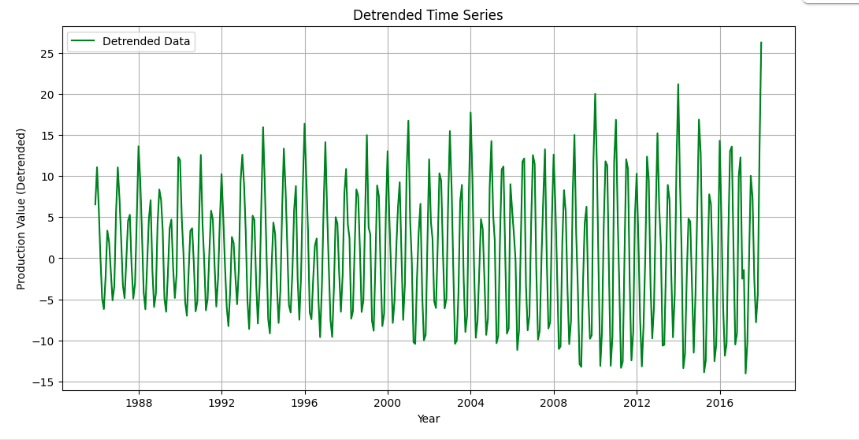 Detrended Time Series
Detrended Data
Production Value (Detrended)
25
20
15
10
5
0
−5
−10
−15
1988 1992 1996 2000 2004 2008 2012 2016
Year